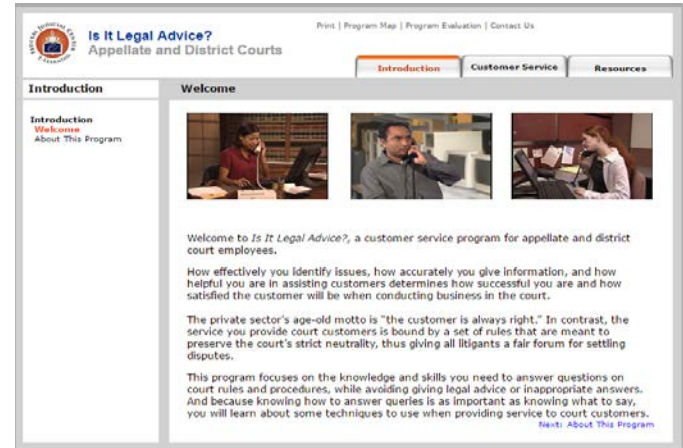 Print | Program Map | Program Evaluation | Contact Us
Is It Legal Advice?
Appellate and District Courts
Introduction
Customer Service
Resources
Introduction
Welcome
Introduction
Welcome
About This Program
Welcome to Is It Legal Advice?, a customer service program for appellate and district
court employees.
How effectively you identify issues, how accurately you give information, and how
helpful you are in assisting customers determines how successful you are and how
satisfied the customer will be when conducting business in the court.
The private sector's age-old motto is "the customer is always right." In contrast, the
service you provide court customers is bound by a set of rules that are meant to
preserve the court's strict neutrality, thus giving all litigants a fair forum for settling
disputes.
This program focuses on the knowledge and skills you need to answer questions on
court rules and procedures, while avoiding giving legal advice or inappropriate answers.
And because knowing how to answer queries is as important as knowing what to say,
you will learn about some techniques to use when providing service to court customers.
Next: About This Program